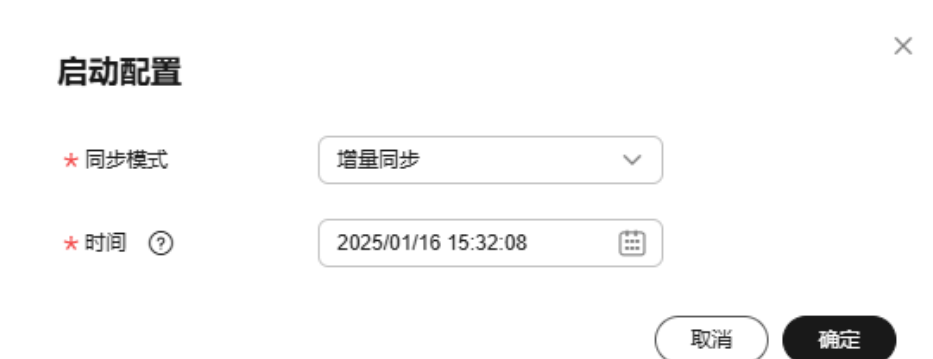 启动配置
* 同步模式 增量同步
* 时间 ? 2025/01/16 15:32:08
取消 确定